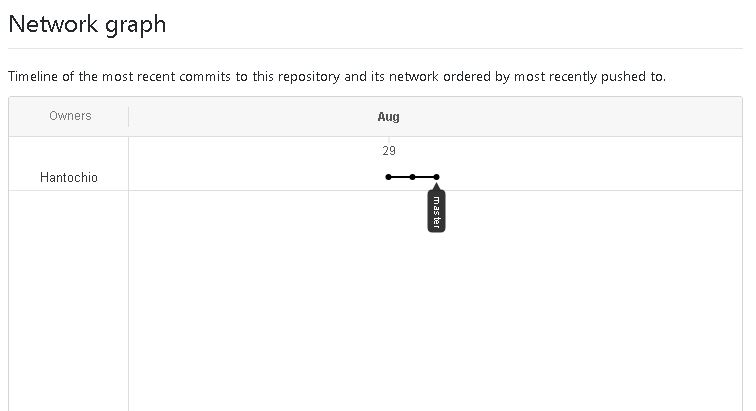 Network graph
Timeline of the most recent commits to this repository and its network ordered by most recently pushed to.
Owners
Aug
29
Hantochio
master